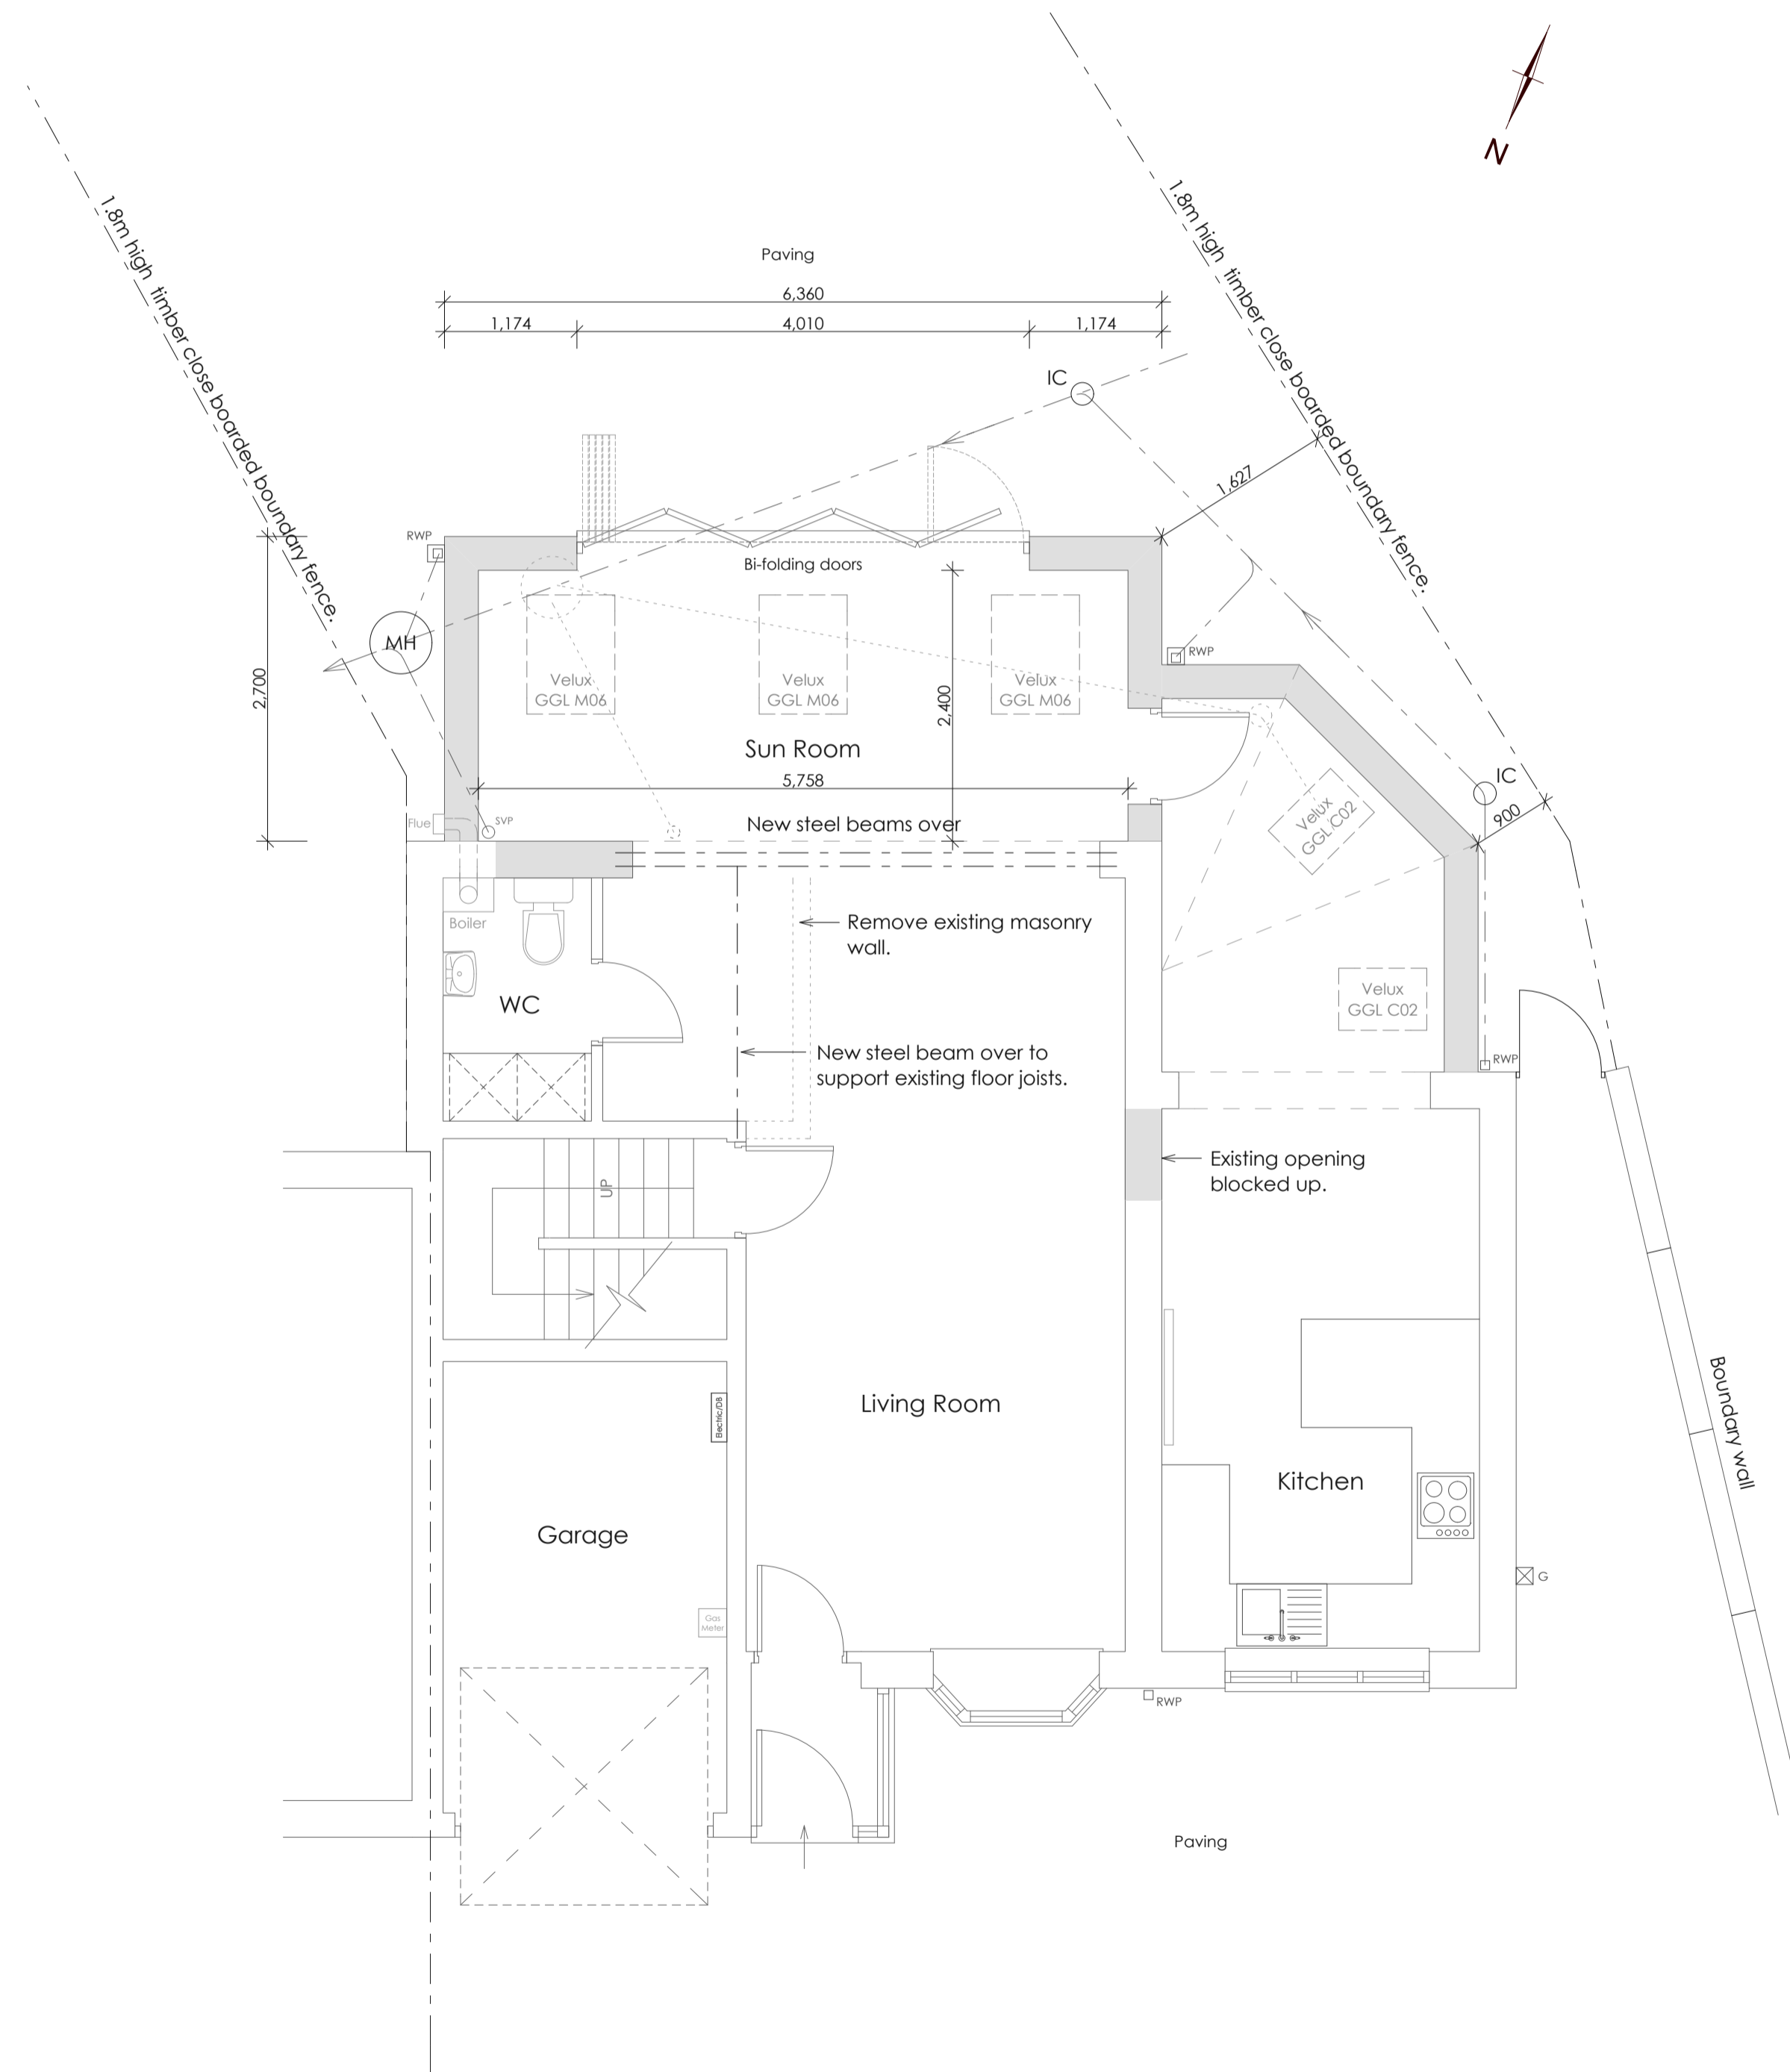 N
1.8m high timber close boarded boundary fence.
1.8m high timber close boarded boundary fence.
Paving
6,360
1,174
4,010
1,174
IC
1,627
RWP
Bi-folding doors
MH
RWP
2,700
Velux
GGL M06
Velux
GGL M06
Velux
GGL M06
2,400
Sun Room
5,758
IC
900
Velux
GGL C02
Flue
SVP
New steel beams over
Boiler
Remove existing masonry
wall.
WC
Velux
GGL C02
New steel beam over to
support existing floor joists.
RWP
UP
Existing opening
blocked up.
Electric/DB
Living Room
Boundary wall
Kitchen
Garage
G
Gas
Meter
RWP
Paving